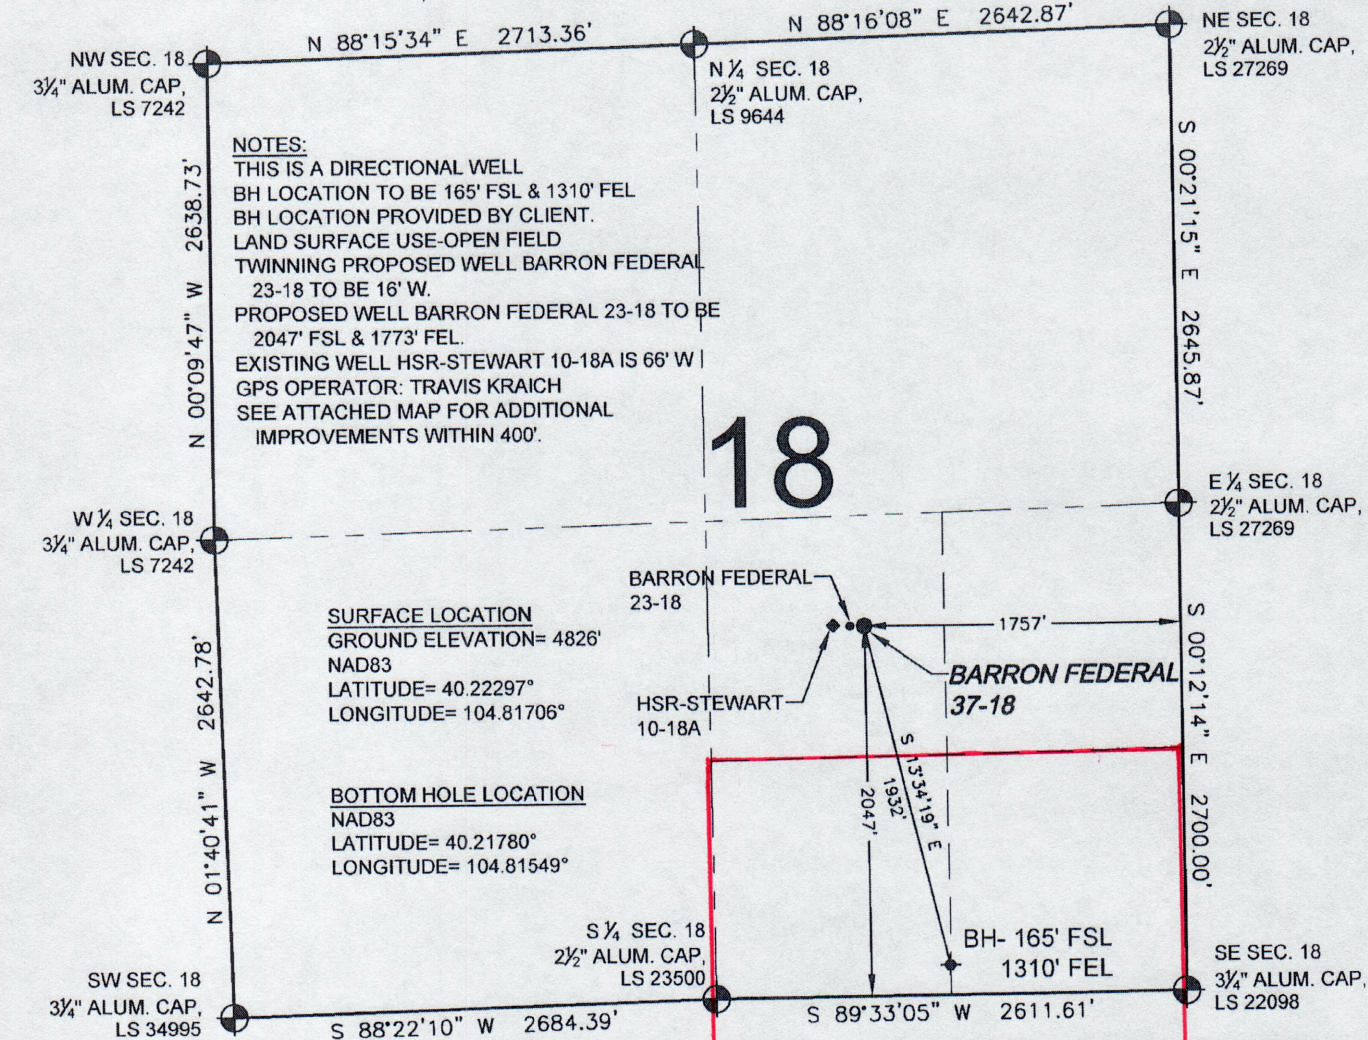 N 88°15'34" E 2713.36'
N 88°16'08" E 2642.87'
NW SEC. 18
3¼" ALUM. CAP,
LS 7242
N ¼ SEC. 18
2½" ALUM. CAP,
LS 9644
NE SEC. 18
2½" ALUM. CAP,
LS 27269
N 00°09'47" W 2638.73'
S 00°21'15" E 2645.87'
NOTES:
THIS IS A DIRECTIONAL WELL
BH LOCATION TO BE 165' FSL & 1310' FEL
BH LOCATION PROVIDED BY CLIENT.
LAND SURFACE USE-OPEN FIELD
TWINNING PROPOSED WELL BARRON FEDERAL
23-18 TO BE 16' W.
PROPOSED WELL BARRON FEDERAL 23-18 TO BE
2047' FSL & 1773' FEL.
EXISTING WELL HSR-STEWART 10-18A IS 66' W
GPS OPERATOR: TRAVIS KRAICH
SEE ATTACHED MAP FOR ADDITIONAL
IMPROVEMENTS WITHIN 400'.
18
W ¼ SEC. 18
3¼" ALUM. CAP,
LS 7242
E ¼ SEC. 18
2½" ALUM. CAP,
LS 27269
N 01°40'41" W 2642.78'
S 00°12'14" E 2700.00'
SURFACE LOCATION
GROUND ELEVATION= 4826'
NAD83
LATITUDE= 40.22297°
LONGITUDE= 104.81706°
BARRON FEDERAL
23-18
1757'
HSR-STEWART
10-18A
BARRON FEDERAL
37-18
S 13°34'19" E
1932'
2047'
BOTTOM HOLE LOCATION
NAD83
LATITUDE= 40.21780°
LONGITUDE= 104.81549°
BH- 165' FSL
1310' FEL
SW SEC. 18
3¼" ALUM. CAP,
LS 34995
S ¼ SEC. 18
2½" ALUM. CAP,
LS 23500
SE SEC. 18
3¼" ALUM. CAP,
LS 22098
S 88°22'10" W 2684.39'
S 89°33'05" W 2611.61'